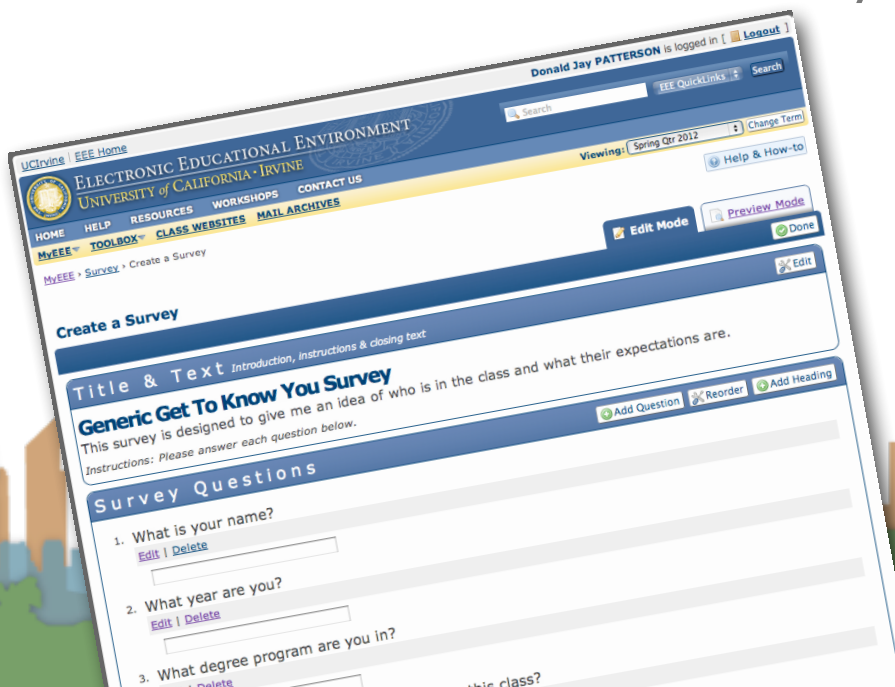 Donald Jay PATTERSON is logged in [ Logout ]
UCIrvine | EEE Home
Search EEE QuickLinks Search
ELECTRONIC EDUCATIONAL ENVIRONMENT
UNIVERSITY of CALIFORNIA · IRVINE
Viewing: Spring Qtr 2012 Change Term
HOME HELP RESOURCES WORKSHOPS CONTACT US
MyEEE TOOLBOX CLASS WEBSITES MAIL ARCHIVES
Help & How-to
MyEEE › Survey › Create a Survey
Edit Mode Preview Mode
Create a Survey
Done
Title & Text Introduction, instructions & closing text
Edit
Generic Get To Know You Survey
This survey is designed to give me an idea of who is in the class and what their expectations are.
Instructions: Please answer each question below.
Survey Questions
Add Question Reorder Add Heading
1. What is your name?
Edit | Delete
2. What year are you?
Edit | Delete
3. What degree program are you in?
Delete
this class?